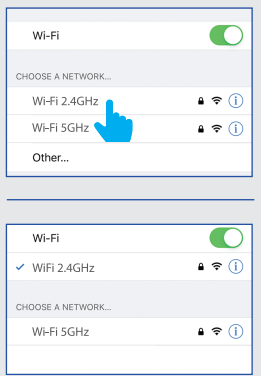 Wi-Fi
CHOOSE A NETWORK...
Wi-Fi 2.4GHz
Wi-Fi 5GHz
Other...
Wi-Fi
WiFi 2.4GHz
CHOOSE A NETWORK...
Wi-Fi 5GHz